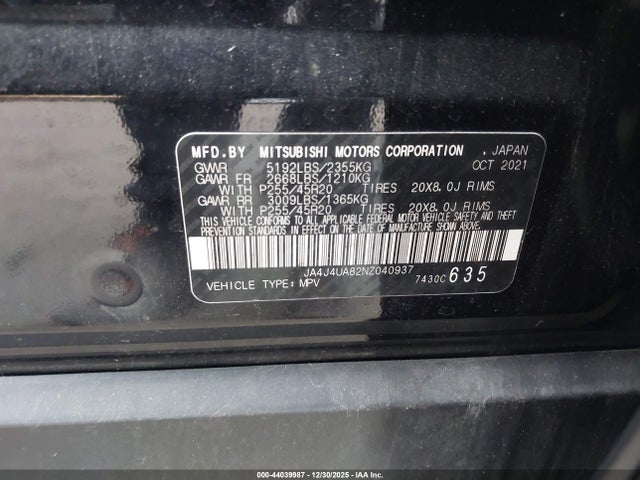 MFD.BY MITSUBISHI MOTORS CORPORATION . JAPAN
GVWR 5192LBS/2355KG OCT 2021
GAWR FR 2668LBS/1210KG
WITH P255/45R20 TIRES 20X8.0J RIMS
GAWR RR 3009LBS/1365KG
WITH P255/45R20 TIRES 20X8.0J RIMS
THIS VEHICLE CONFORMS TO ALL APPLICABLE FEDERAL MOTOR VEHICLE SAFETY AND THEFT
PREVENTION STANDARDS IN EFFECT ON THE DATE OF MANUFACTURE SHOWN ABOVE.
JA4J4UA82NZ040937
VEHICLE TYPE: MPV 7430C 635
000-44039987 - 12/30/2025 - IAA Inc.